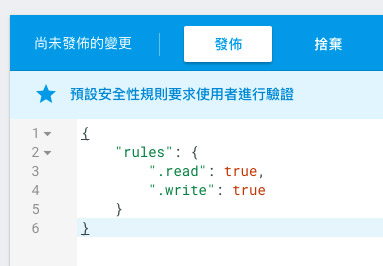 尚未發佈的變更 發佈 捨棄
預設安全性規則要求使用者進行驗證
1 {
2 "rules": {
3 ".read": true,
4 ".write": true
5 }
6 }